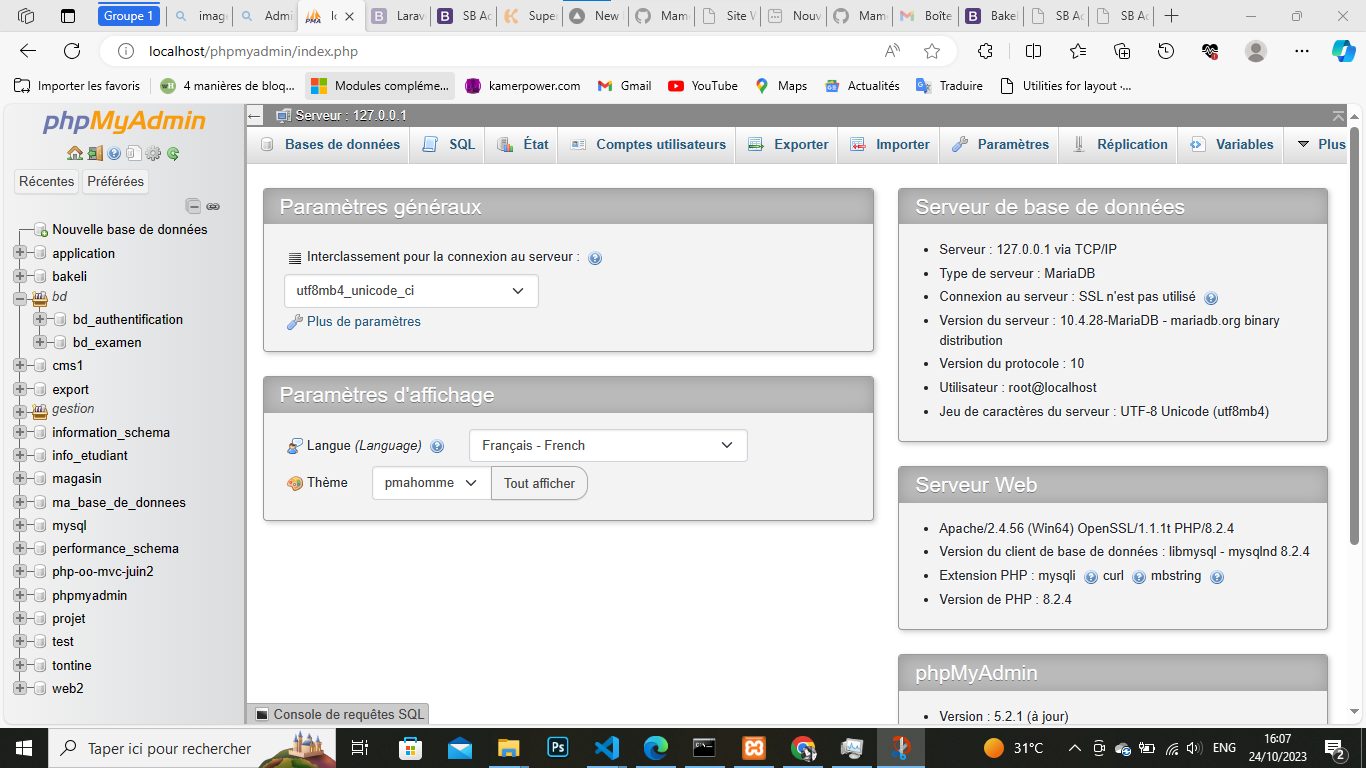 Groupe 1
imag
Admi
PMA
lo
Larav
SB Ac
Super
New
Mam
Site W
Nouv
Mam
Boîte
Bakel
SB Ac
SB Ac
localhost/phpmyadmin/index.php
Importer les favoris
4 manières de bloq...
Modules compléme...
kamerpower.com
Gmail
YouTube
Maps
Actualités
Traduire
Utilities for layout ·...
phpMyAdmin
Récentes
Préférées
Nouvelle base de données
application
bakeli
bd
bd_authentification
bd_examen
cms1
export
gestion
information_schema
info_etudiant
magasin
ma_base_de_donnees
mysql
performance_schema
php-oo-mvc-juin2
phpmyadmin
projet
test
tontine
web2
Serveur : 127.0.0.1
Bases de données
SQL
État
Comptes utilisateurs
Exporter
Importer
Paramètres
Réplication
Variables
Plus
Paramètres généraux
Interclassement pour la connexion au serveur :
utf8mb4_unicode_ci
Plus de paramètres
Paramètres d'affichage
Langue (Language)
Français - French
Thème
pmahomme
Tout afficher
Serveur de base de données
Serveur : 127.0.0.1 via TCP/IP
Type de serveur : MariaDB
Connexion au serveur : SSL n'est pas utilisé
Version du serveur : 10.4.28-MariaDB - mariadb.org binary
distribution
Version du protocole : 10
Utilisateur : root@localhost
Jeu de caractères du serveur : UTF-8 Unicode (utf8mb4)
Serveur Web
Apache/2.4.56 (Win64) OpenSSL/1.1.1t PHP/8.2.4
Version du client de base de données : libmysql - mysqlnd 8.2.4
Extension PHP : mysqli curl mbstring
Version de PHP : 8.2.4
phpMyAdmin
Version : 5.2.1 (à jour)
Console de requêtes SQL
Taper ici pour rechercher
Ps
31°C
ENG
16:07
24/10/2023
2